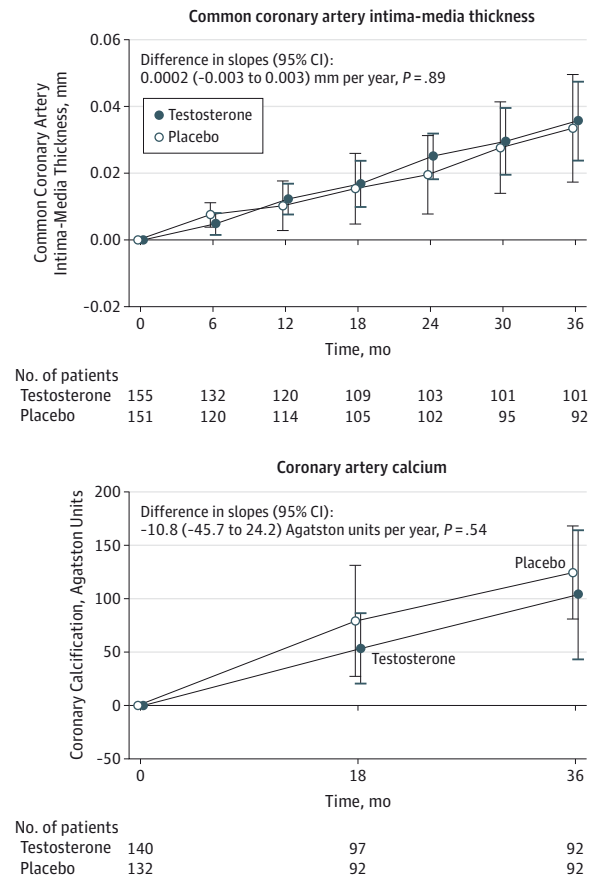 Common coronary artery intima-media thickness
0.06
Difference in slopes (95% CI):
0.0002 (-0.003 to 0.003) mm per year, P = .89
Testosterone
Placebo
0.04
0.02
0.00
-0.02
Common Coronary Artery
Intima-Media Thickness, mm
0 6 12 18 24 30 36
Time, mo
No. of patients
Testosterone 155 132 120 109 103 101 101
Placebo 151 120 114 105 102 95 92
Coronary artery calcium
200
Difference in slopes (95% CI):
-10.8 (-45.7 to 24.2) Agatston units per year, P = .54
150
Placebo
100
Testosterone
50
0
-50
Coronary Calcification, Agatston Units
0 18 36
Time, mo
No. of patients
Testosterone 140 97 92
Placebo 132 92 92